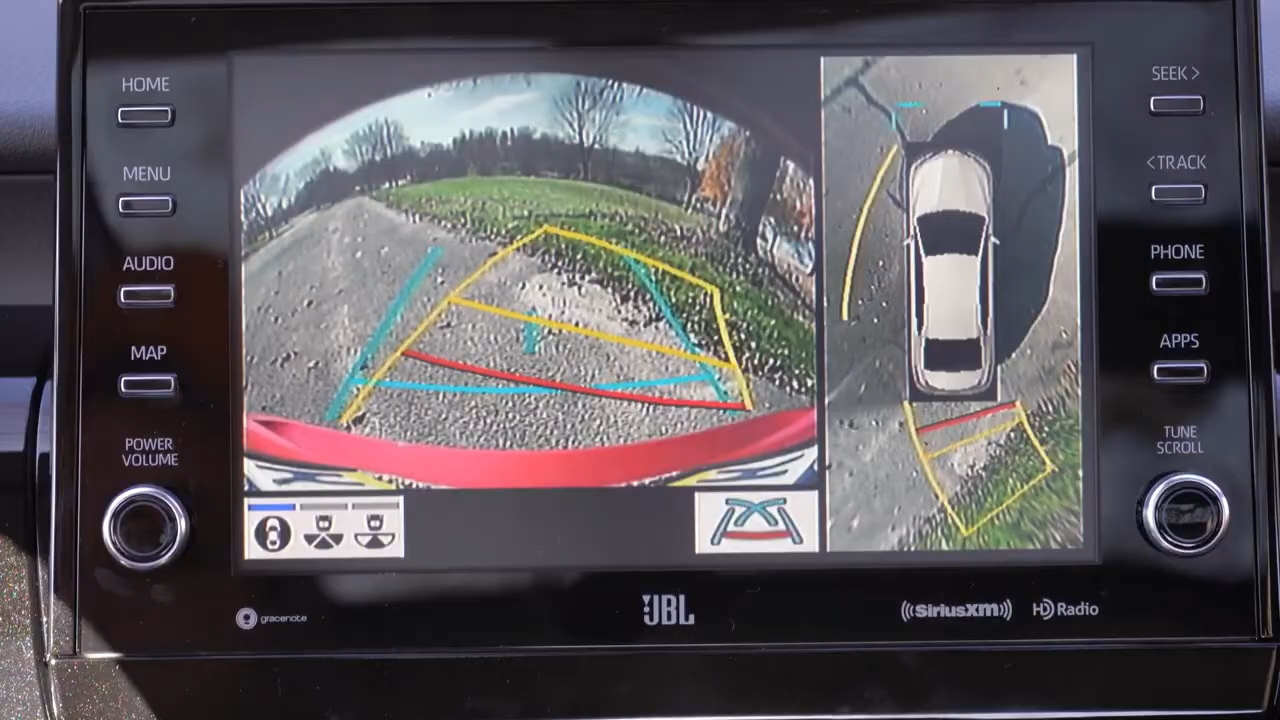 HOME
MENU
AUDIO
MAP
POWER
VOLUME
SEEK >
< TRACK
PHONE
APPS
TUNE
SCROLL
gracenote
JBL
((SiriusXM))
HD Radio